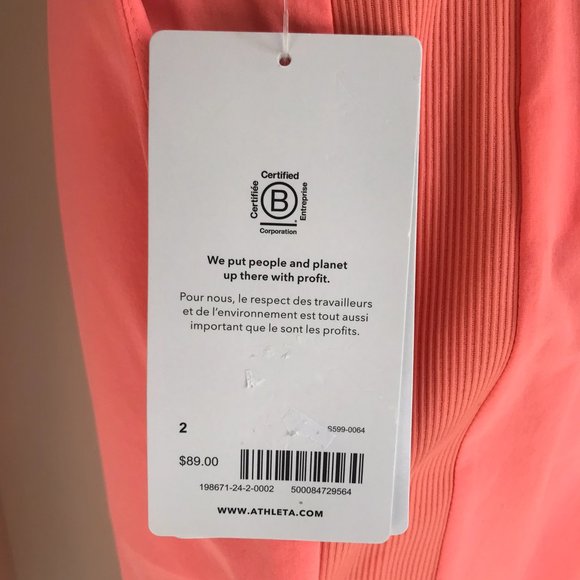 Certified
Certifiée
B
Entreprise
Corporation
We put people and planet
up there with profit.
Pour nous, le respect des travailleurs
et de l'environnement est tout aussi
important que le sont les profits.
2
S599-0064
$89.00
198671-24-2-0002 500084729564
WWW.ATHLETA.COM